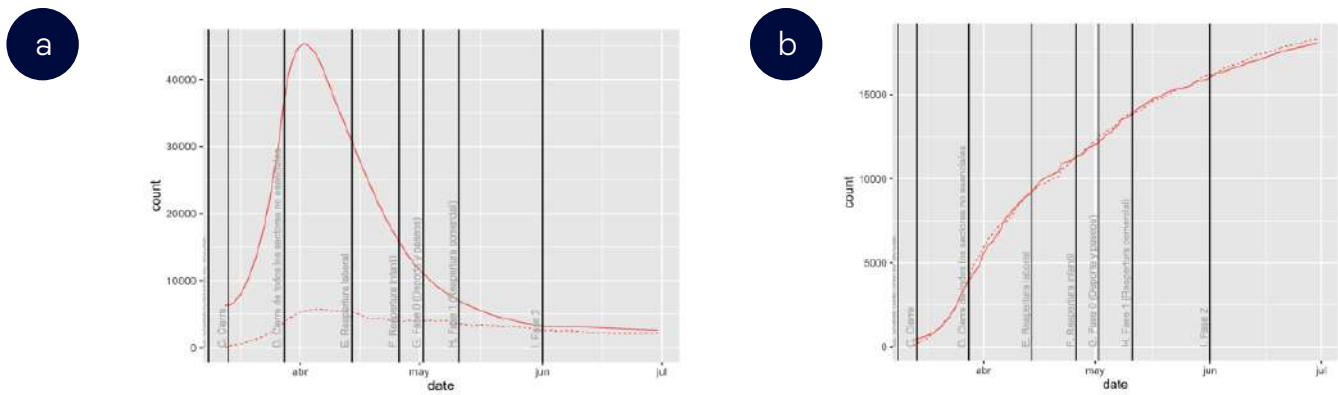 a
40000
30000
20000
10000
0
count
C. Cierra
D. Cierre de todos los sectores no esenciales
E. Reapertura laboral
F. Reapertura infantil
G. Fase 0 (Deporte y paseos)
H. Fase 1 (Reapertura comercial)
I. Fase 2
abr
may
jun
jul
date
b
15000
10000
5000
0
count
C. Cierra
D. Cierre de todos los sectores no esenciales
E. Reapertura laboral
F. Reapertura infantil
G. Fase 0 (Deporte y paseos)
H. Fase 1 (Reapertura comercial)
I. Fase 2
abr
may
jun
jul
date